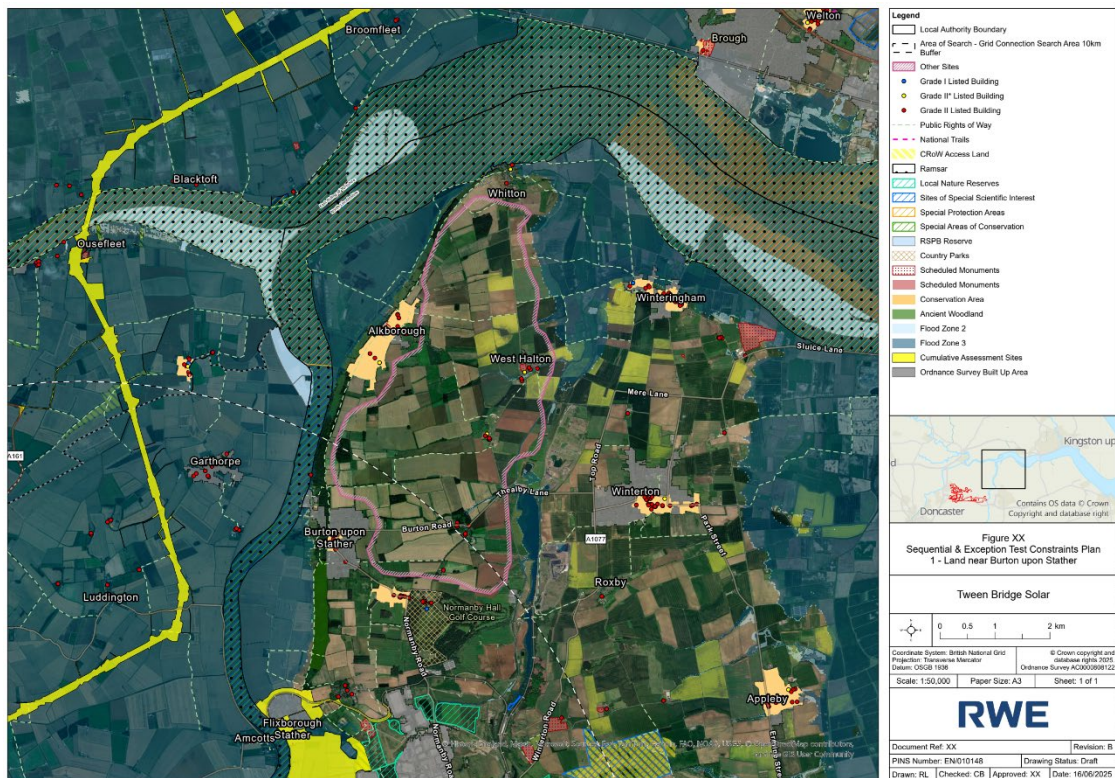 Broomfleet
Welton
Brough
Blacktoft
Whitton
Ousefleet
Winteringham
Alkborough
Sluice Lane
West Halton
Mere Lane
A161
Garthorpe
Top Road
Thealby Lane
Winterton
Burton Road
Park Street
Burton upon
Stather
A1077
Roxby
Luddington
Normanby Hall
Golf Course
Normanby Road
Appleby
Flixborough
Stather
Amcotts
Winterton Road
Normanby Road
Ermine Street
Legend
Local Authority Boundary
Area of Search - Grid Connection Search Area 10km
Buffer
Other Sites
Grade I Listed Building
Grade II* Listed Building
Grade II Listed Building
Public Rights of Way
National Trails
CRoW Access Land
Ramsar
Local Nature Reserves
Sites of Special Scientific Interest
Special Protection Areas
Special Areas of Conservation
RSPB Reserve
Country Parks
Scheduled Monuments
Scheduled Monuments
Conservation Area
Ancient Woodland
Flood Zone 2
Flood Zone 3
Cumulative Assessment Sites
Ordnance Survey Built Up Area
Kingston up
Doncaster
Contains OS data © Crown
Copyright and database right
Figure XX
Sequential & Exception Test Constraints Plan
1 - Land near Burton upon Stather
Tween Bridge Solar
0 0.5 1 2 km
Coordinate System: British National Grid
Projection: Transverse Mercator
Datum: OSGB 1936
© Crown copyright and
database rights 2025.
Ordnance Survey AC0000808122
Scale: 1:50,000 Paper Size: A3 Sheet: 1 of 1
RWE
Document Ref: XX Revision: B
PINS Number: EN/010148 Drawing Status: Draft
Drawn: RL Checked: CB Approved: XX Date: 16/06/2025